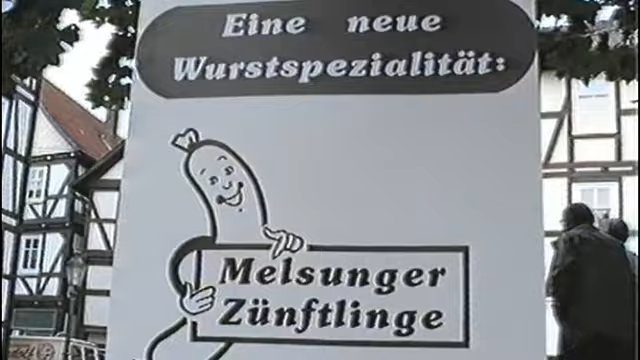 Eine neue
Wurstspezialität:
Melsunger
Zünftlinge